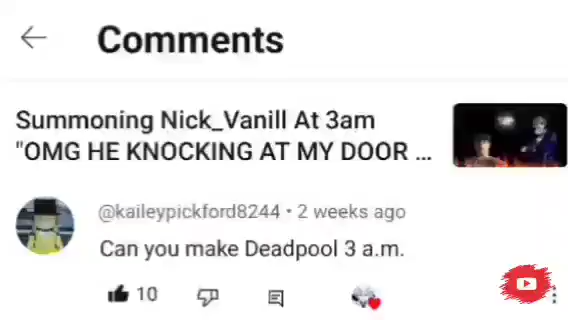 Comments
Summoning Nick_Vanill At 3am
"OMG HE KNOCKING AT MY DOOR ...
@kaileypickford8244 • 2 weeks ago
Can you make Deadpool 3 a.m.
10